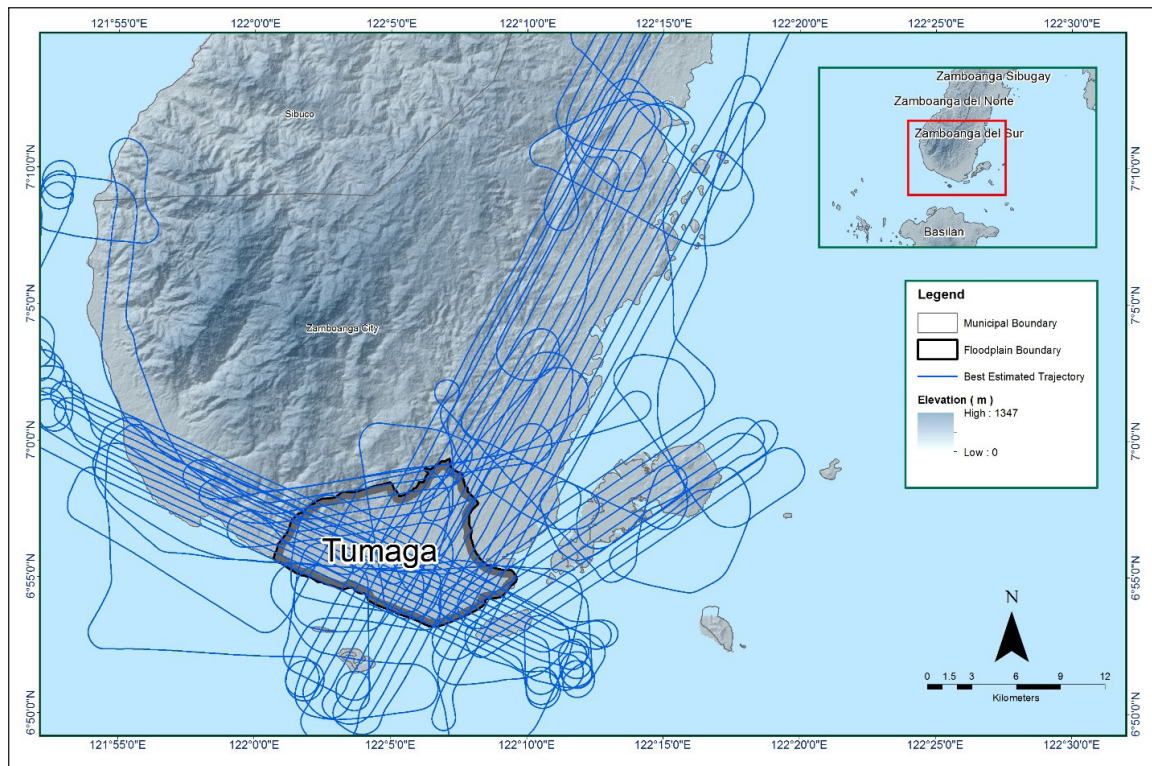 121°55'0"E
122°0'0"E
122°5'0"E
122°10'0"E
122°15'0"E
122°20'0"E
122°25'0"E
122°30'0"E
Zamboanga Sibugay
Zamboanga del Norte
Zamboanga del Sur
Basilan
Sibuco
7°10'0"N
7°10'0"N
7°5'0"N
7°5'0"N
Legend
Municipal Boundary
Floodplain Boundary
Best Estimated Trajectory
Elevation ( m )
High : 1347
Low : 0
Zamboanga City
7°0'0"N
7°0'0"N
Tumaga
6°55'0"N
6°55'0"N
N
0 1.5 3 6 9 12
Kilometers
6°50'0"N
6°50'0"N
121°55'0"E
122°0'0"E
122°5'0"E
122°10'0"E
122°15'0"E
122°20'0"E
122°25'0"E
122°30'0"E